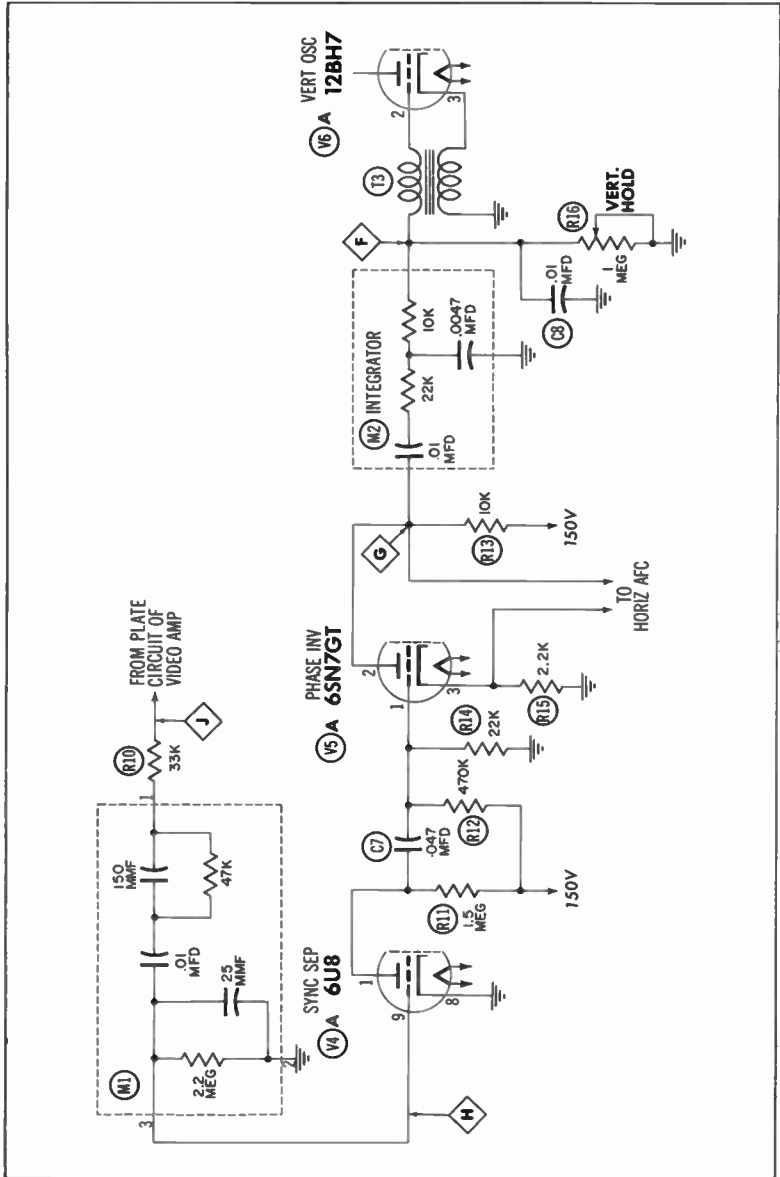 FROM PLATE
CIRCUIT OF
VIDEO AMP
J
R10
33K
1
150
MMF
47K
.01
MFD
25
MMF
2.2
MEG
2
M1
3
H
SYNC SEP
6U8
V4 A
1
9
8
R11
1.5
MEG
150V
C7
.047
MFD
470K
R12
R14
22K
PHASE INV
6SN7GT
V5 A
2
1
3
2.2K
R15
TO
HORIZ AFC
G
10K
R13
150V
M2 INTEGRATOR
.01
MFD
22K
10K
.0047
MFD
F
C8
.01
MFD
R16
VERT.
HOLD
1
MEG
T3
VERT OSC
12BH7
V6 A
2
3